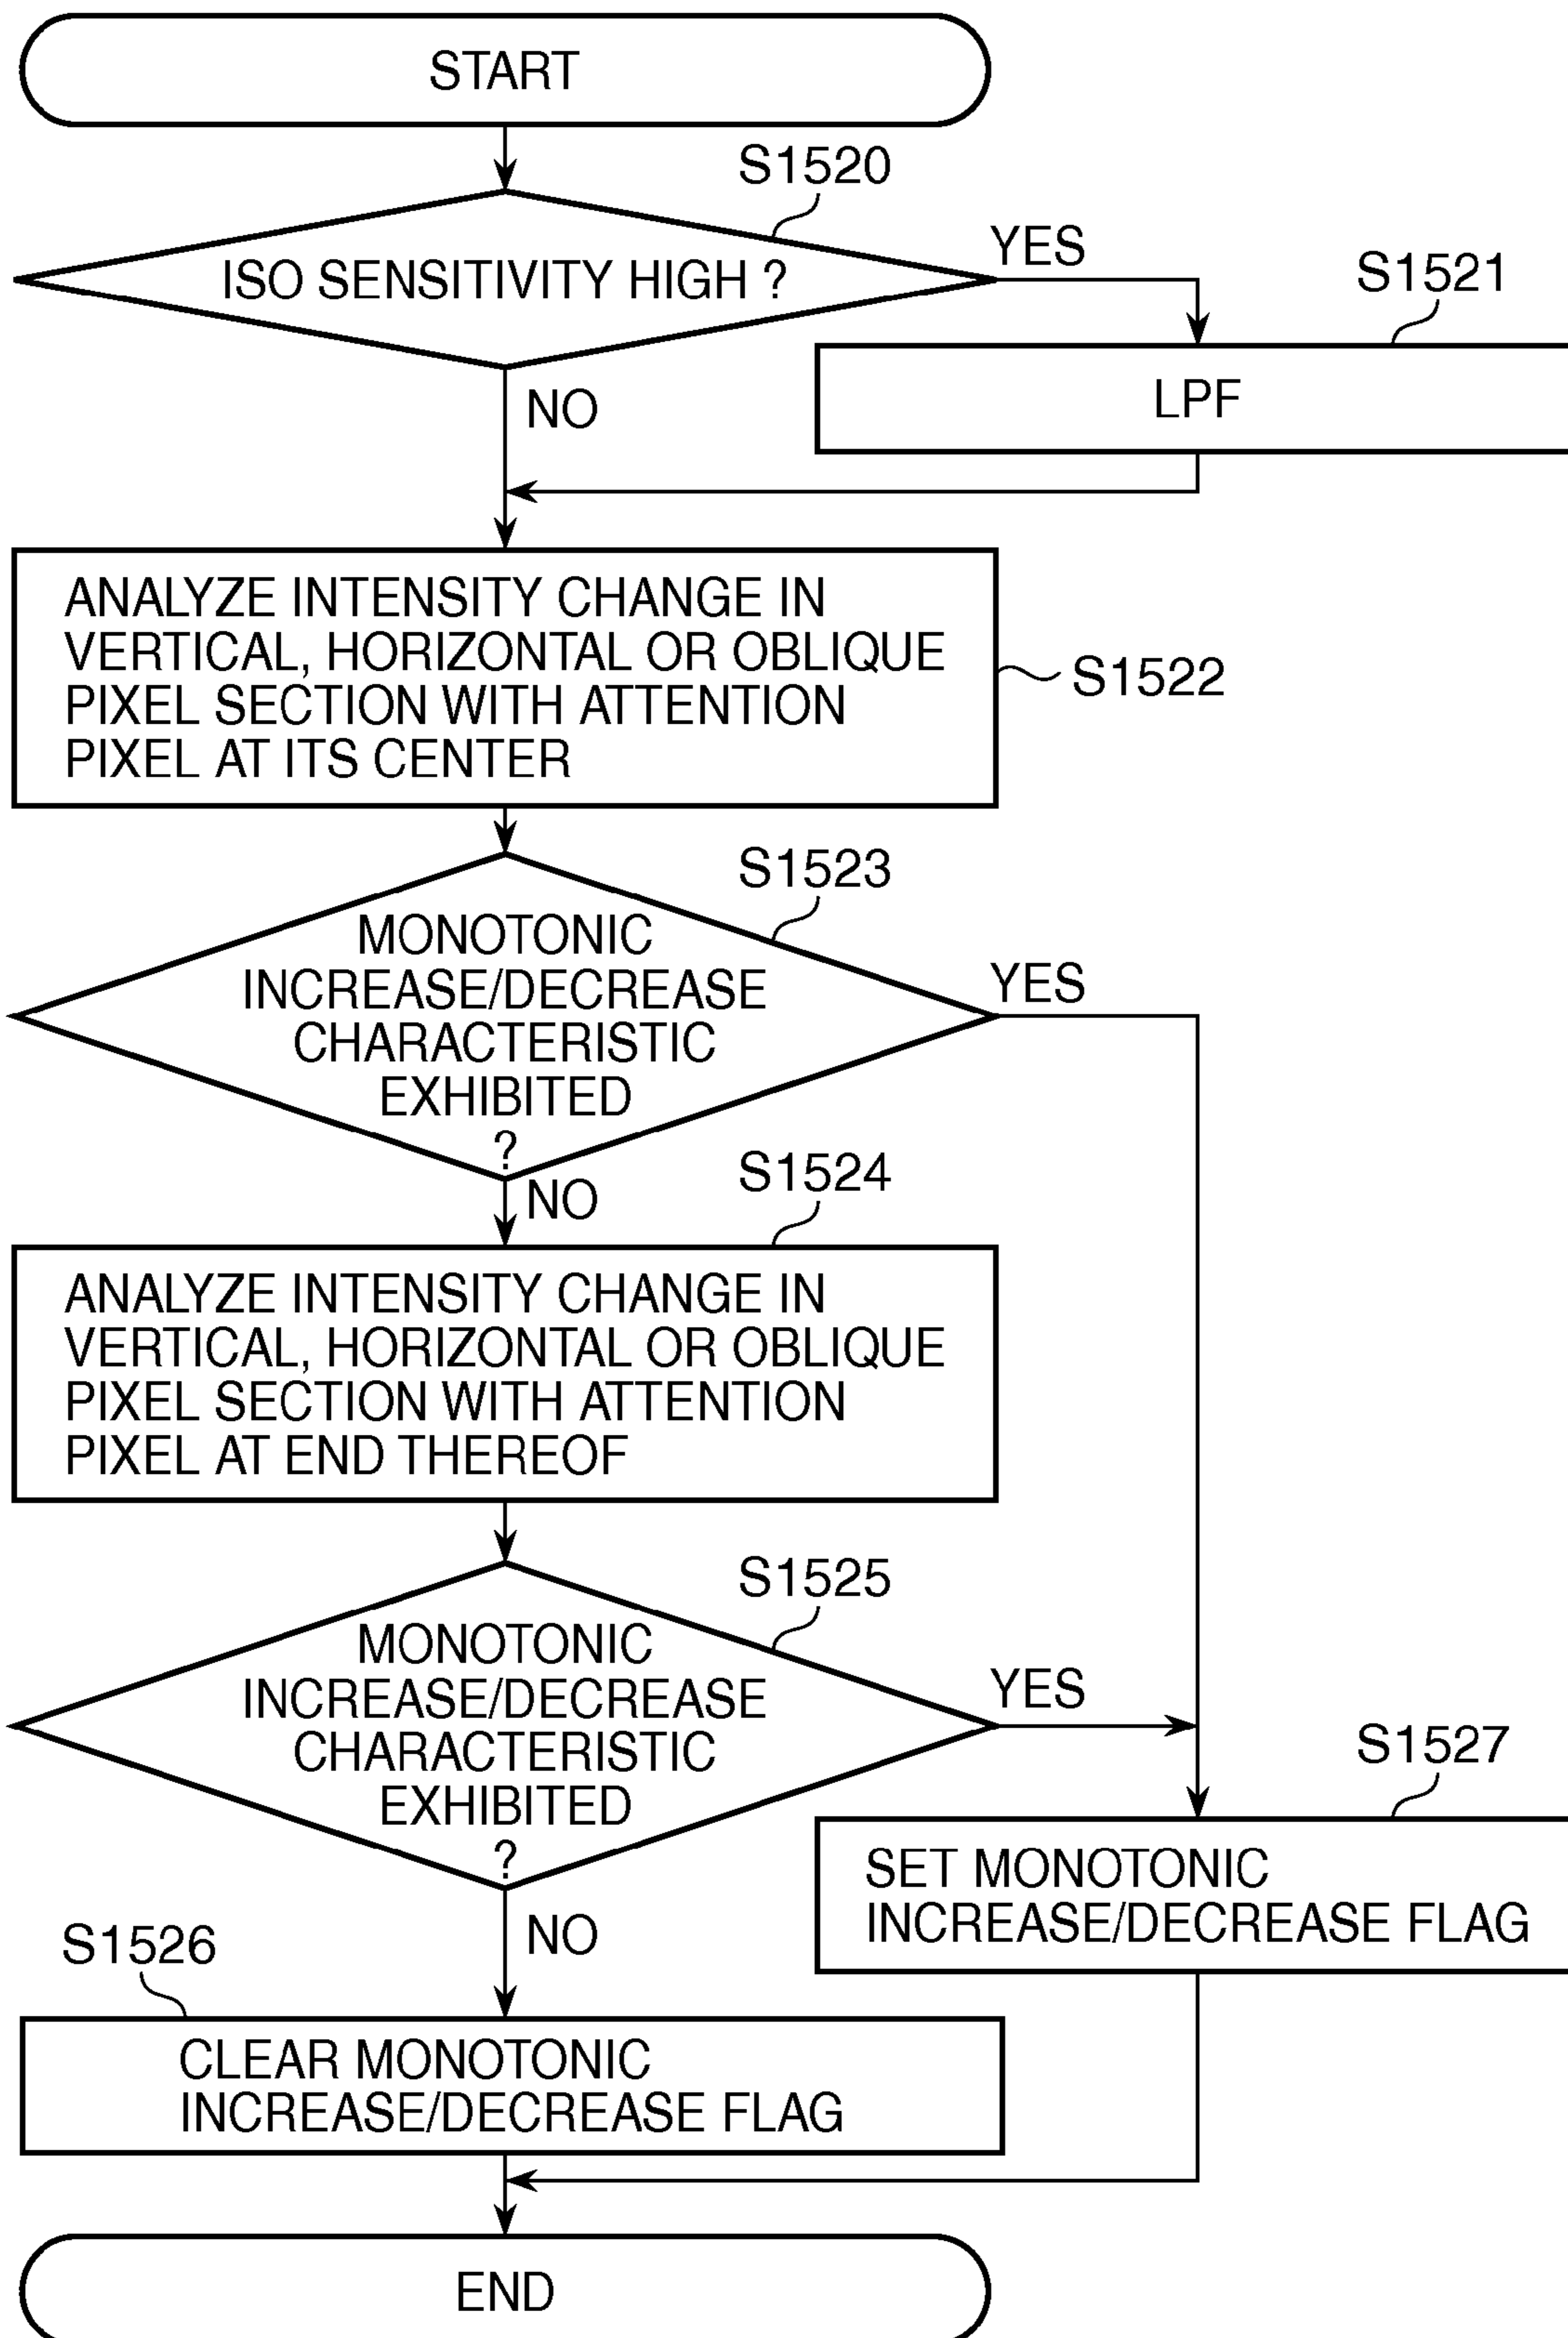 START
S1520
ISO SENSITIVITY HIGH ?
YES
S1521
LPF
NO
ANALYZE INTENSITY CHANGE IN
VERTICAL, HORIZONTAL OR OBLIQUE
PIXEL SECTION WITH ATTENTION
PIXEL AT ITS CENTER
S1522
S1523
MONOTONIC
INCREASE/DECREASE
CHARACTERISTIC
EXHIBITED
?
YES
NO
S1524
ANALYZE INTENSITY CHANGE IN
VERTICAL, HORIZONTAL OR OBLIQUE
PIXEL SECTION WITH ATTENTION
PIXEL AT END THEREOF
S1525
MONOTONIC
INCREASE/DECREASE
CHARACTERISTIC
EXHIBITED
?
YES
S1527
SET MONOTONIC
INCREASE/DECREASE FLAG
NO
S1526
CLEAR MONOTONIC
INCREASE/DECREASE FLAG
END